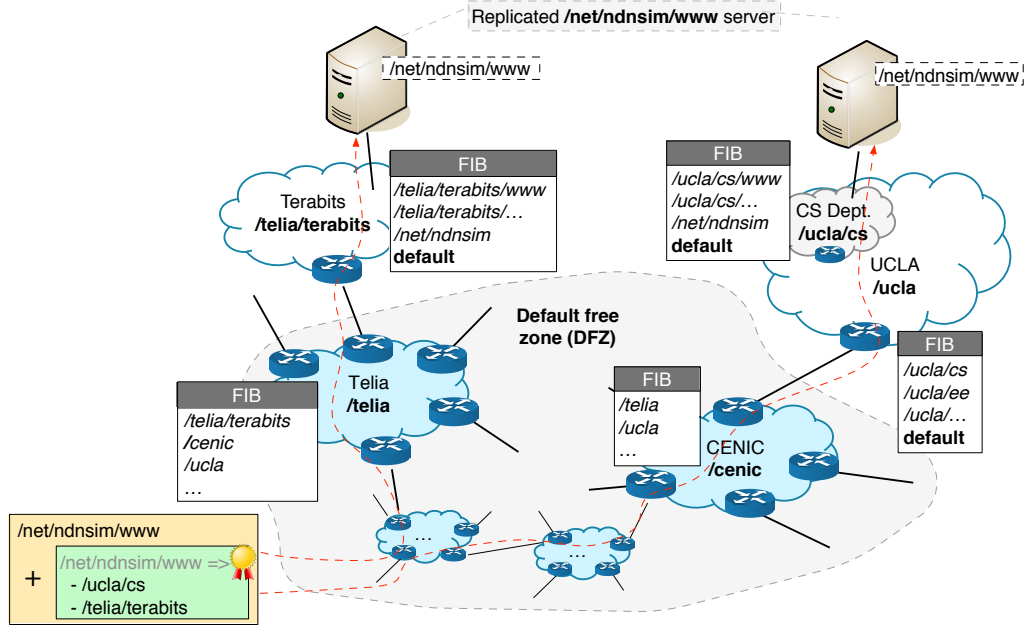 Replicated /net/ndnsim/www server
/net/ndnsim/www
/net/ndnsim/www
FIB
/telia/terabits/www
/telia/terabits/…
/net/ndnsim
default
Terabits
/telia/terabits
FIB
/ucla/cs/www
/ucla/cs/…
/net/ndnsim
default
CS Dept.
/ucla/cs
UCLA
/ucla
Default free
zone (DFZ)
FIB
/ucla/cs
/ucla/ee
/ucla/…
default
Telia
/telia
FIB
/telia/terabits
/cenic
/ucla
…
FIB
/telia
/ucla
…
CENIC
/cenic
...
...
/net/ndnsim/www
+
/net/ndnsim/www =>
- /ucla/cs
- /telia/terabits